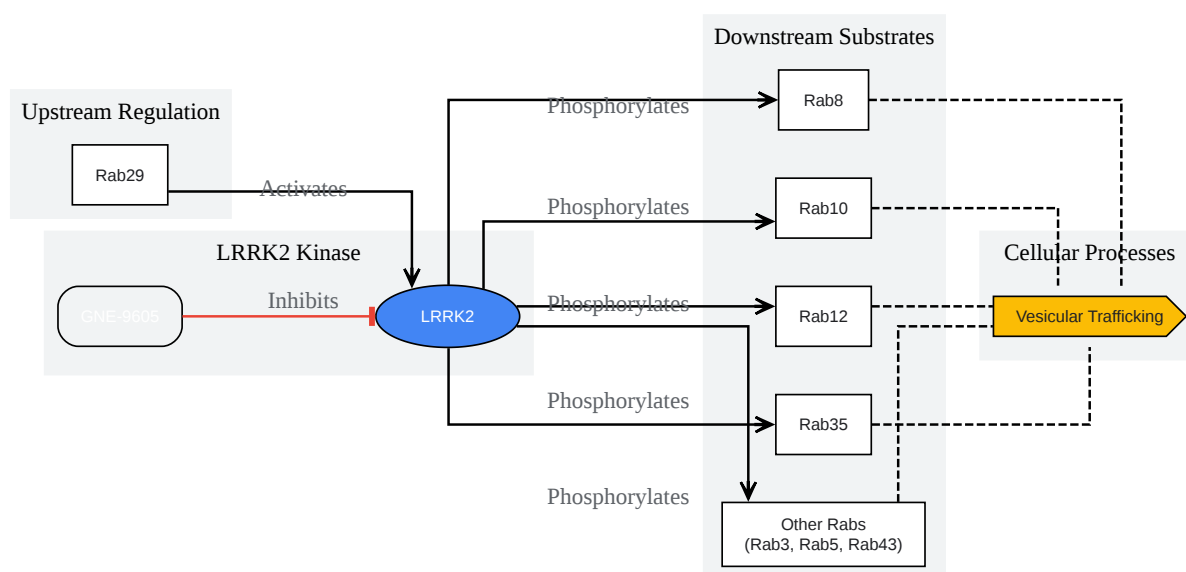 Downstream Substrates
Upstream Regulation
Rab29
Activates
LRRK2 Kinase
GNE-9605
Inhibits
LRRK2
Phosphorylates
Phosphorylates
Phosphorylates
Phosphorylates
Phosphorylates
Rab8
Rab10
Rab12
Rab35
Other Rabs
(Rab3, Rab5, Rab43)
Cellular Processes
Vesicular Trafficking